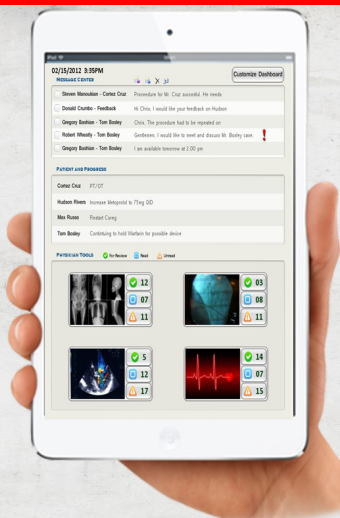 iPad
02/15/2012 3:35PM
MESSAGE CENTER
Customize Dashboard
Steven Manoukian - Cortez Cruz Proceedure for Mr. Cruz succesful. He needs
Donald Crumbo - Feedback Hi Chris, I would like your feedback on Hudson
Gregory Bashian - Tom Bosley Chris, The procedure had to be repeated on
Robert Wheatly - Tom Bosley Gentlemen, I would like to meet and discuss Mr. Bosley case. !
Gregory Bashian - Tom Bosley I am available tomorrow at 2:00 pm
PATIENT AND PROGRESS
Cortez Cruz PT/OT
Hudson Rivers Increase Metoprolol to 75mg QID
Max Russo Restart Coreg
Tom Bosley Continuing to hold Warfarin for possible device
PHYSICIAN TOOLS For Review Read Unread
12 03
07 08
11 11
5 14
12 07
17 15